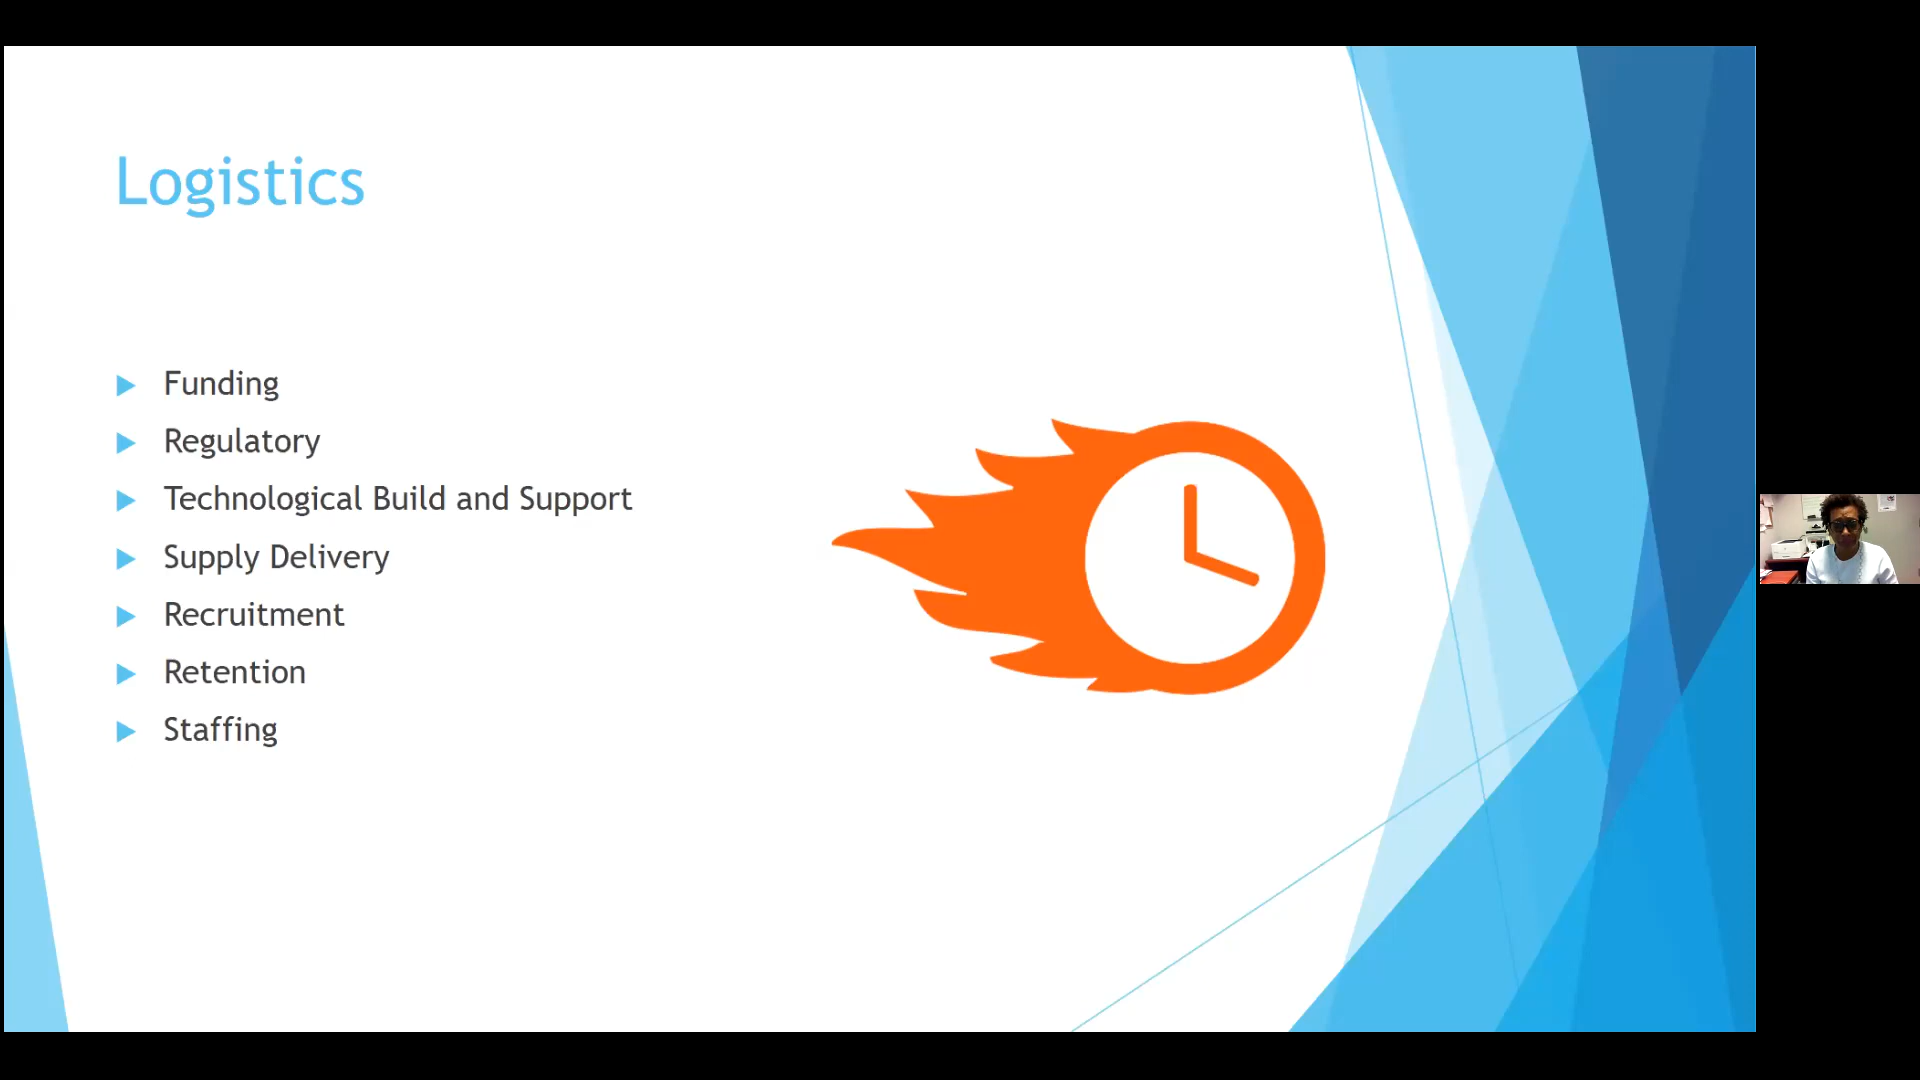 Logistics
Funding
Regulatory
Technological Build and Support
Supply Delivery
Recruitment
Retention
Staffing